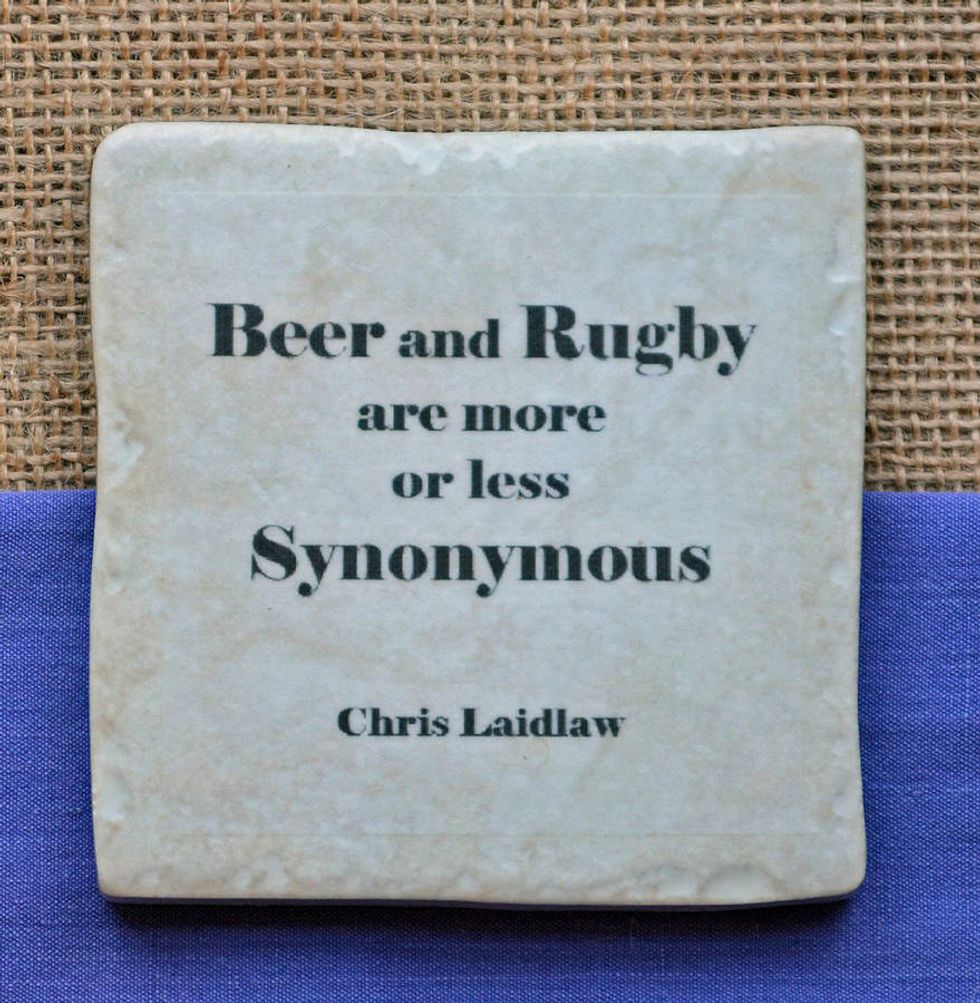 Beer and Rugby
are more
or less
Synonymous
Chris Laidlaw